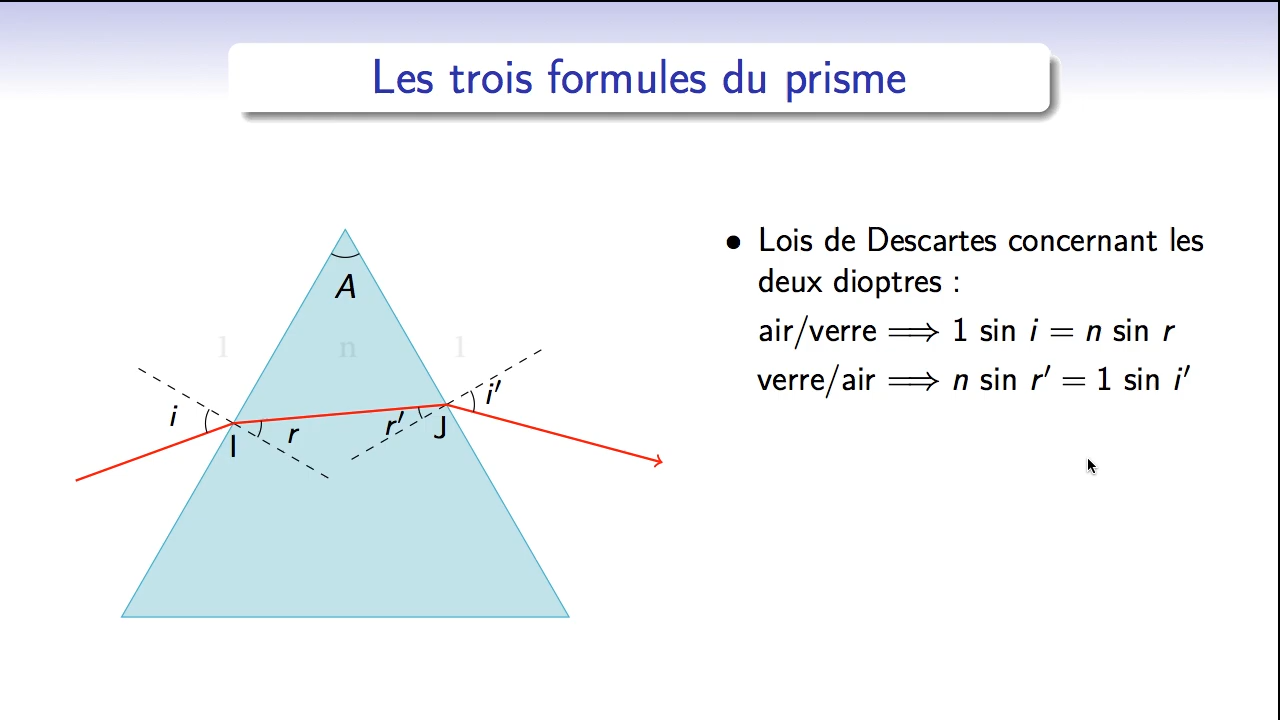 Les trois formules du prisme
A
1 n 1
i
I
r
r′
J
i′
• Lois de Descartes concernant les
deux dioptres :
air/verre ⟹ 1 sin i = n sin r
verre/air ⟹ n sin r′ = 1 sin i′